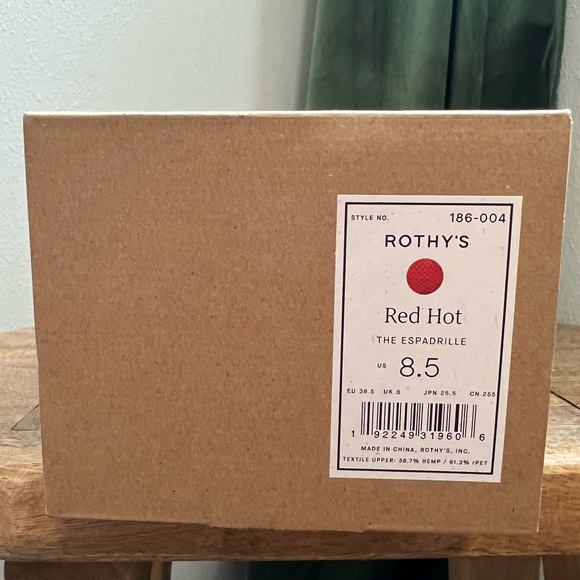 STYLE NO. 186-004
ROTHY'S
Red Hot
THE ESPADRILLE
US 8.5
EU 38.5 UK 6 JPN 25.5 CN 255
1 92249 31960 6
MADE IN CHINA, ROTHY'S, INC.
TEXTILE UPPER: 38.7% HEMP / 61.3% rPET